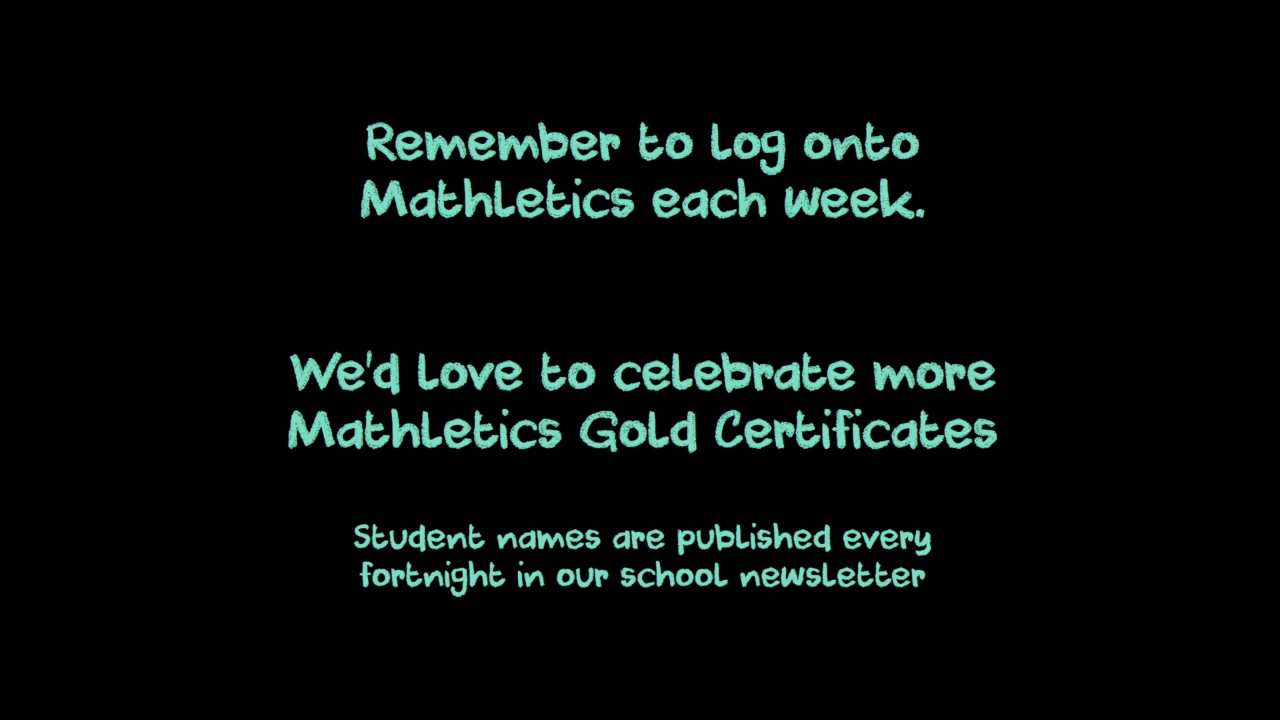 Remember to log onto
Mathletics each week.
We'd love to celebrate more
Mathletics Gold Certificates
Student names are published every
fortnight in our school newsletter